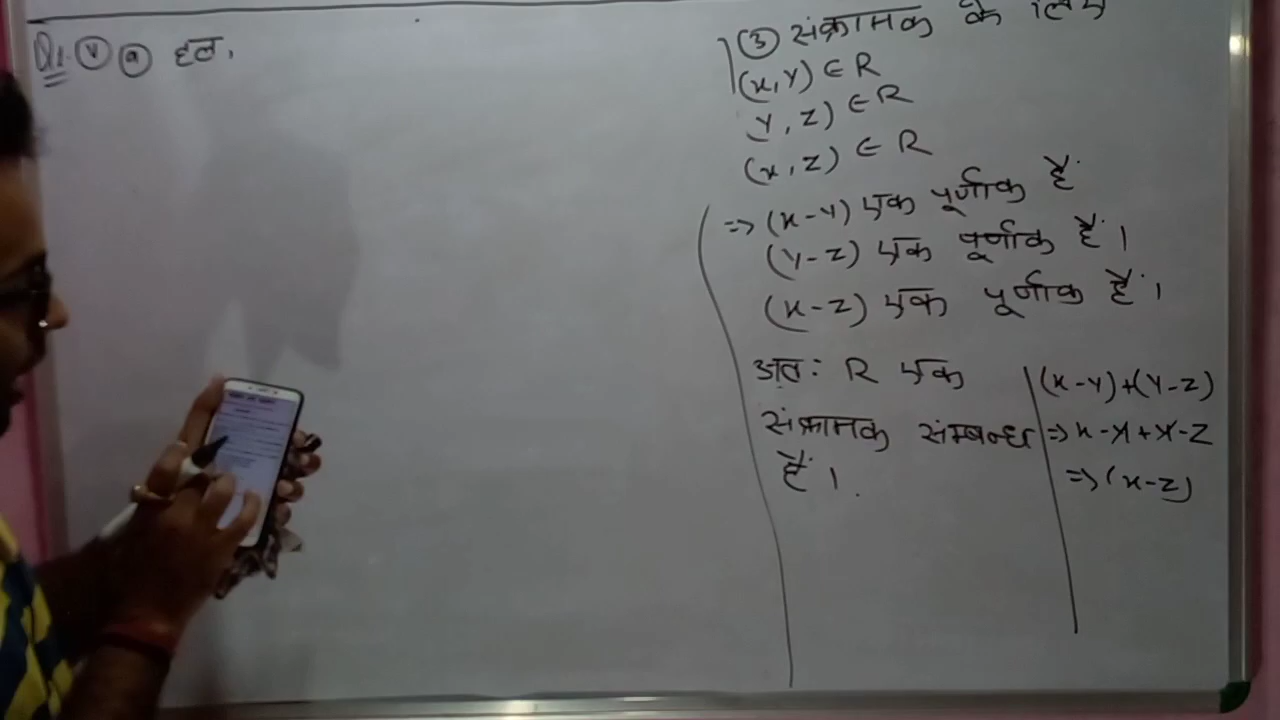 Q1. (v) (a) हल.
(3) संक्रामक के लिए
(x,y) ∈ R
y, z) ∈ R
(x, z) ∈ R
=> (x-y) एक पूर्णांक है
(y-z) एक पूर्णांक है।
(x-z) एक पूर्णांक है।
अत: R एक
संक्रामक संम्बन्ध
है।
(x-y)+(y-z)
=> x-y+y-z
=> (x-z)